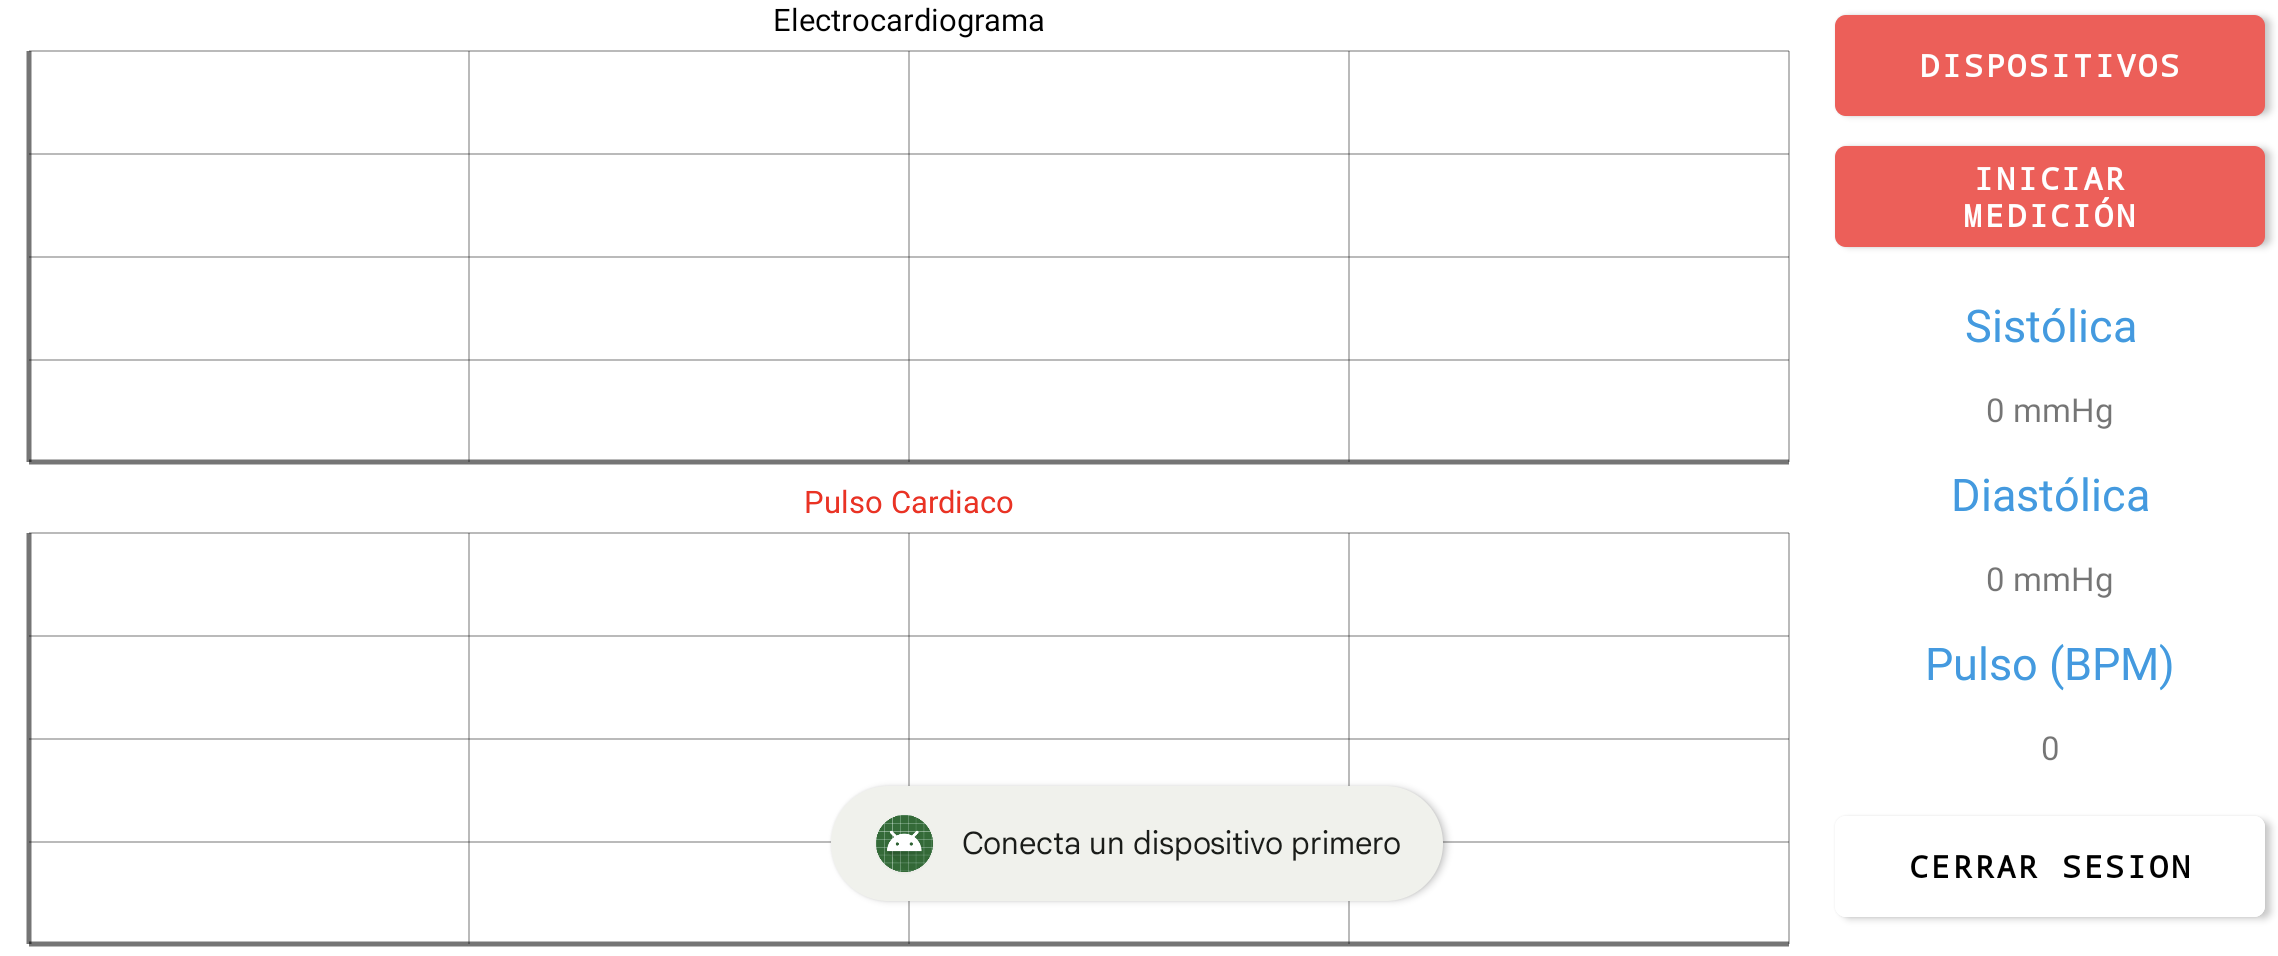 Electrocardiograma
Pulso Cardiaco
Conecta un dispositivo primero
DISPOSITIVOS
INICIAR
MEDICIÓN
Sistólica
0 mmHg
Diastólica
0 mmHg
Pulso (BPM)
0
CERRAR SESION